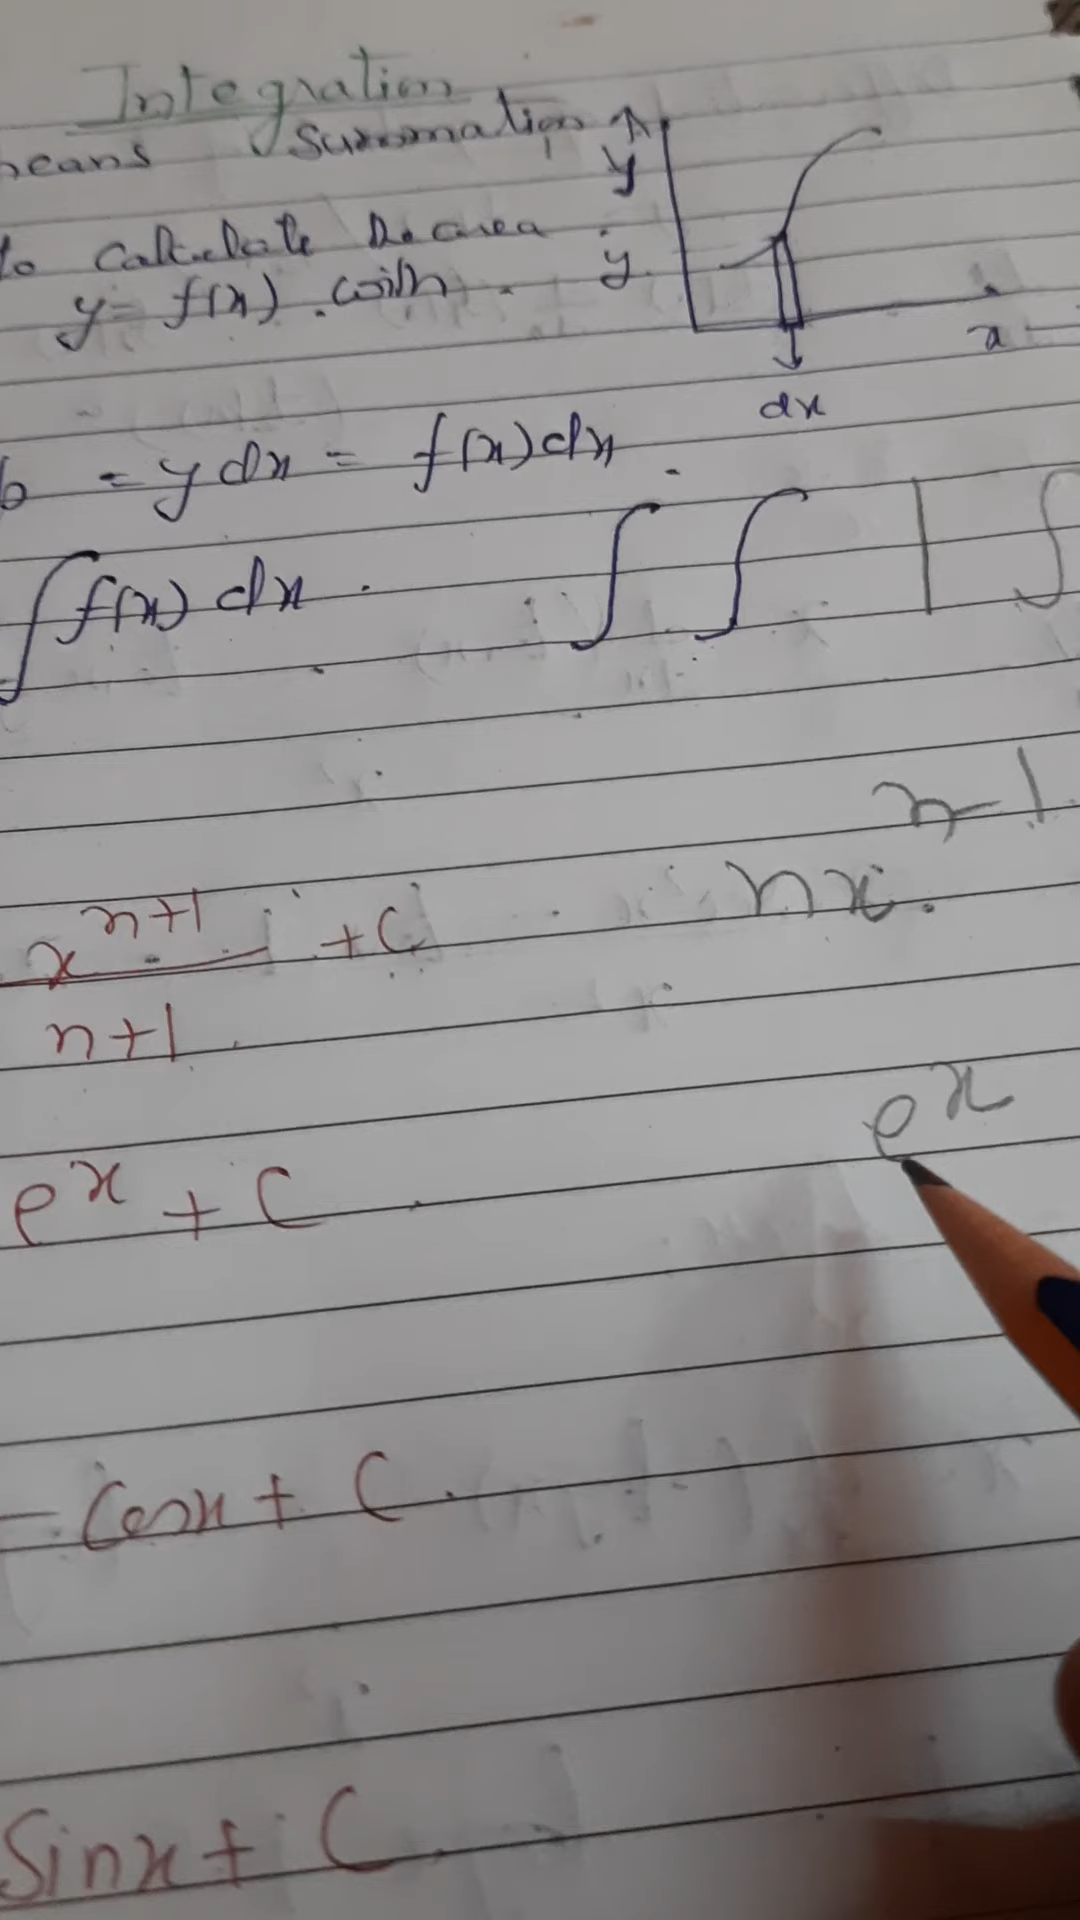 Integration
means Summation
y
to calculate the area
y
y = f(x) with
x
dx
b = y dx = f(x) dx
∫ f(x) dx ∫ ∫ | ∫
n-1
x^{n+1} + C nx
n+1
e^x
e^x + C
= Cosx + C
Sinx + C